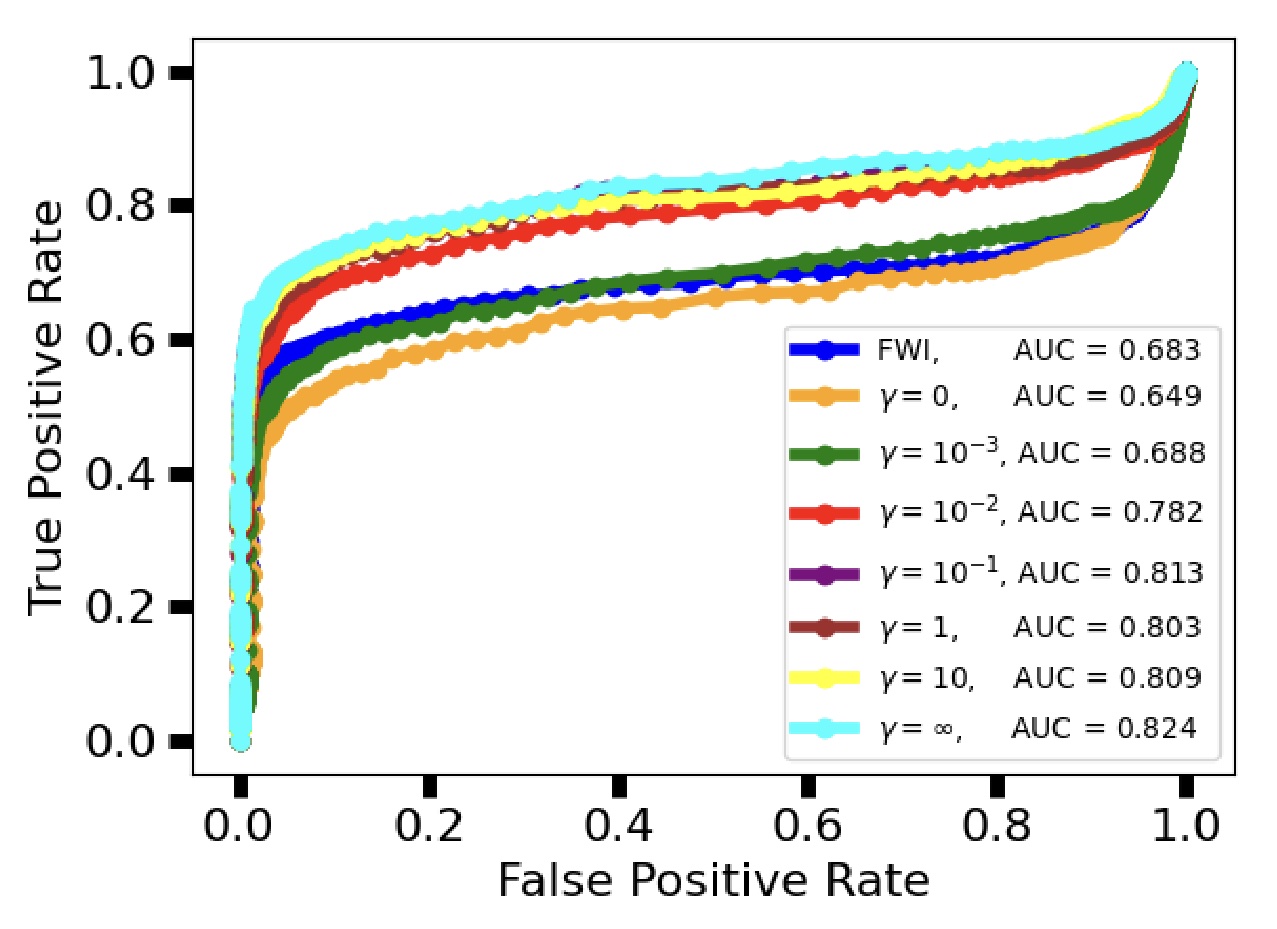 True Positive Rate
1.0
0.8
0.6
0.4
0.2
0.0
FWI, AUC = 0.683
γ = 0, AUC = 0.649
γ = 10⁻³, AUC = 0.688
γ = 10⁻², AUC = 0.782
γ = 10⁻¹, AUC = 0.813
γ = 1, AUC = 0.803
γ = 10, AUC = 0.809
γ = ∞, AUC = 0.824
0.0 0.2 0.4 0.6 0.8 1.0
False Positive Rate